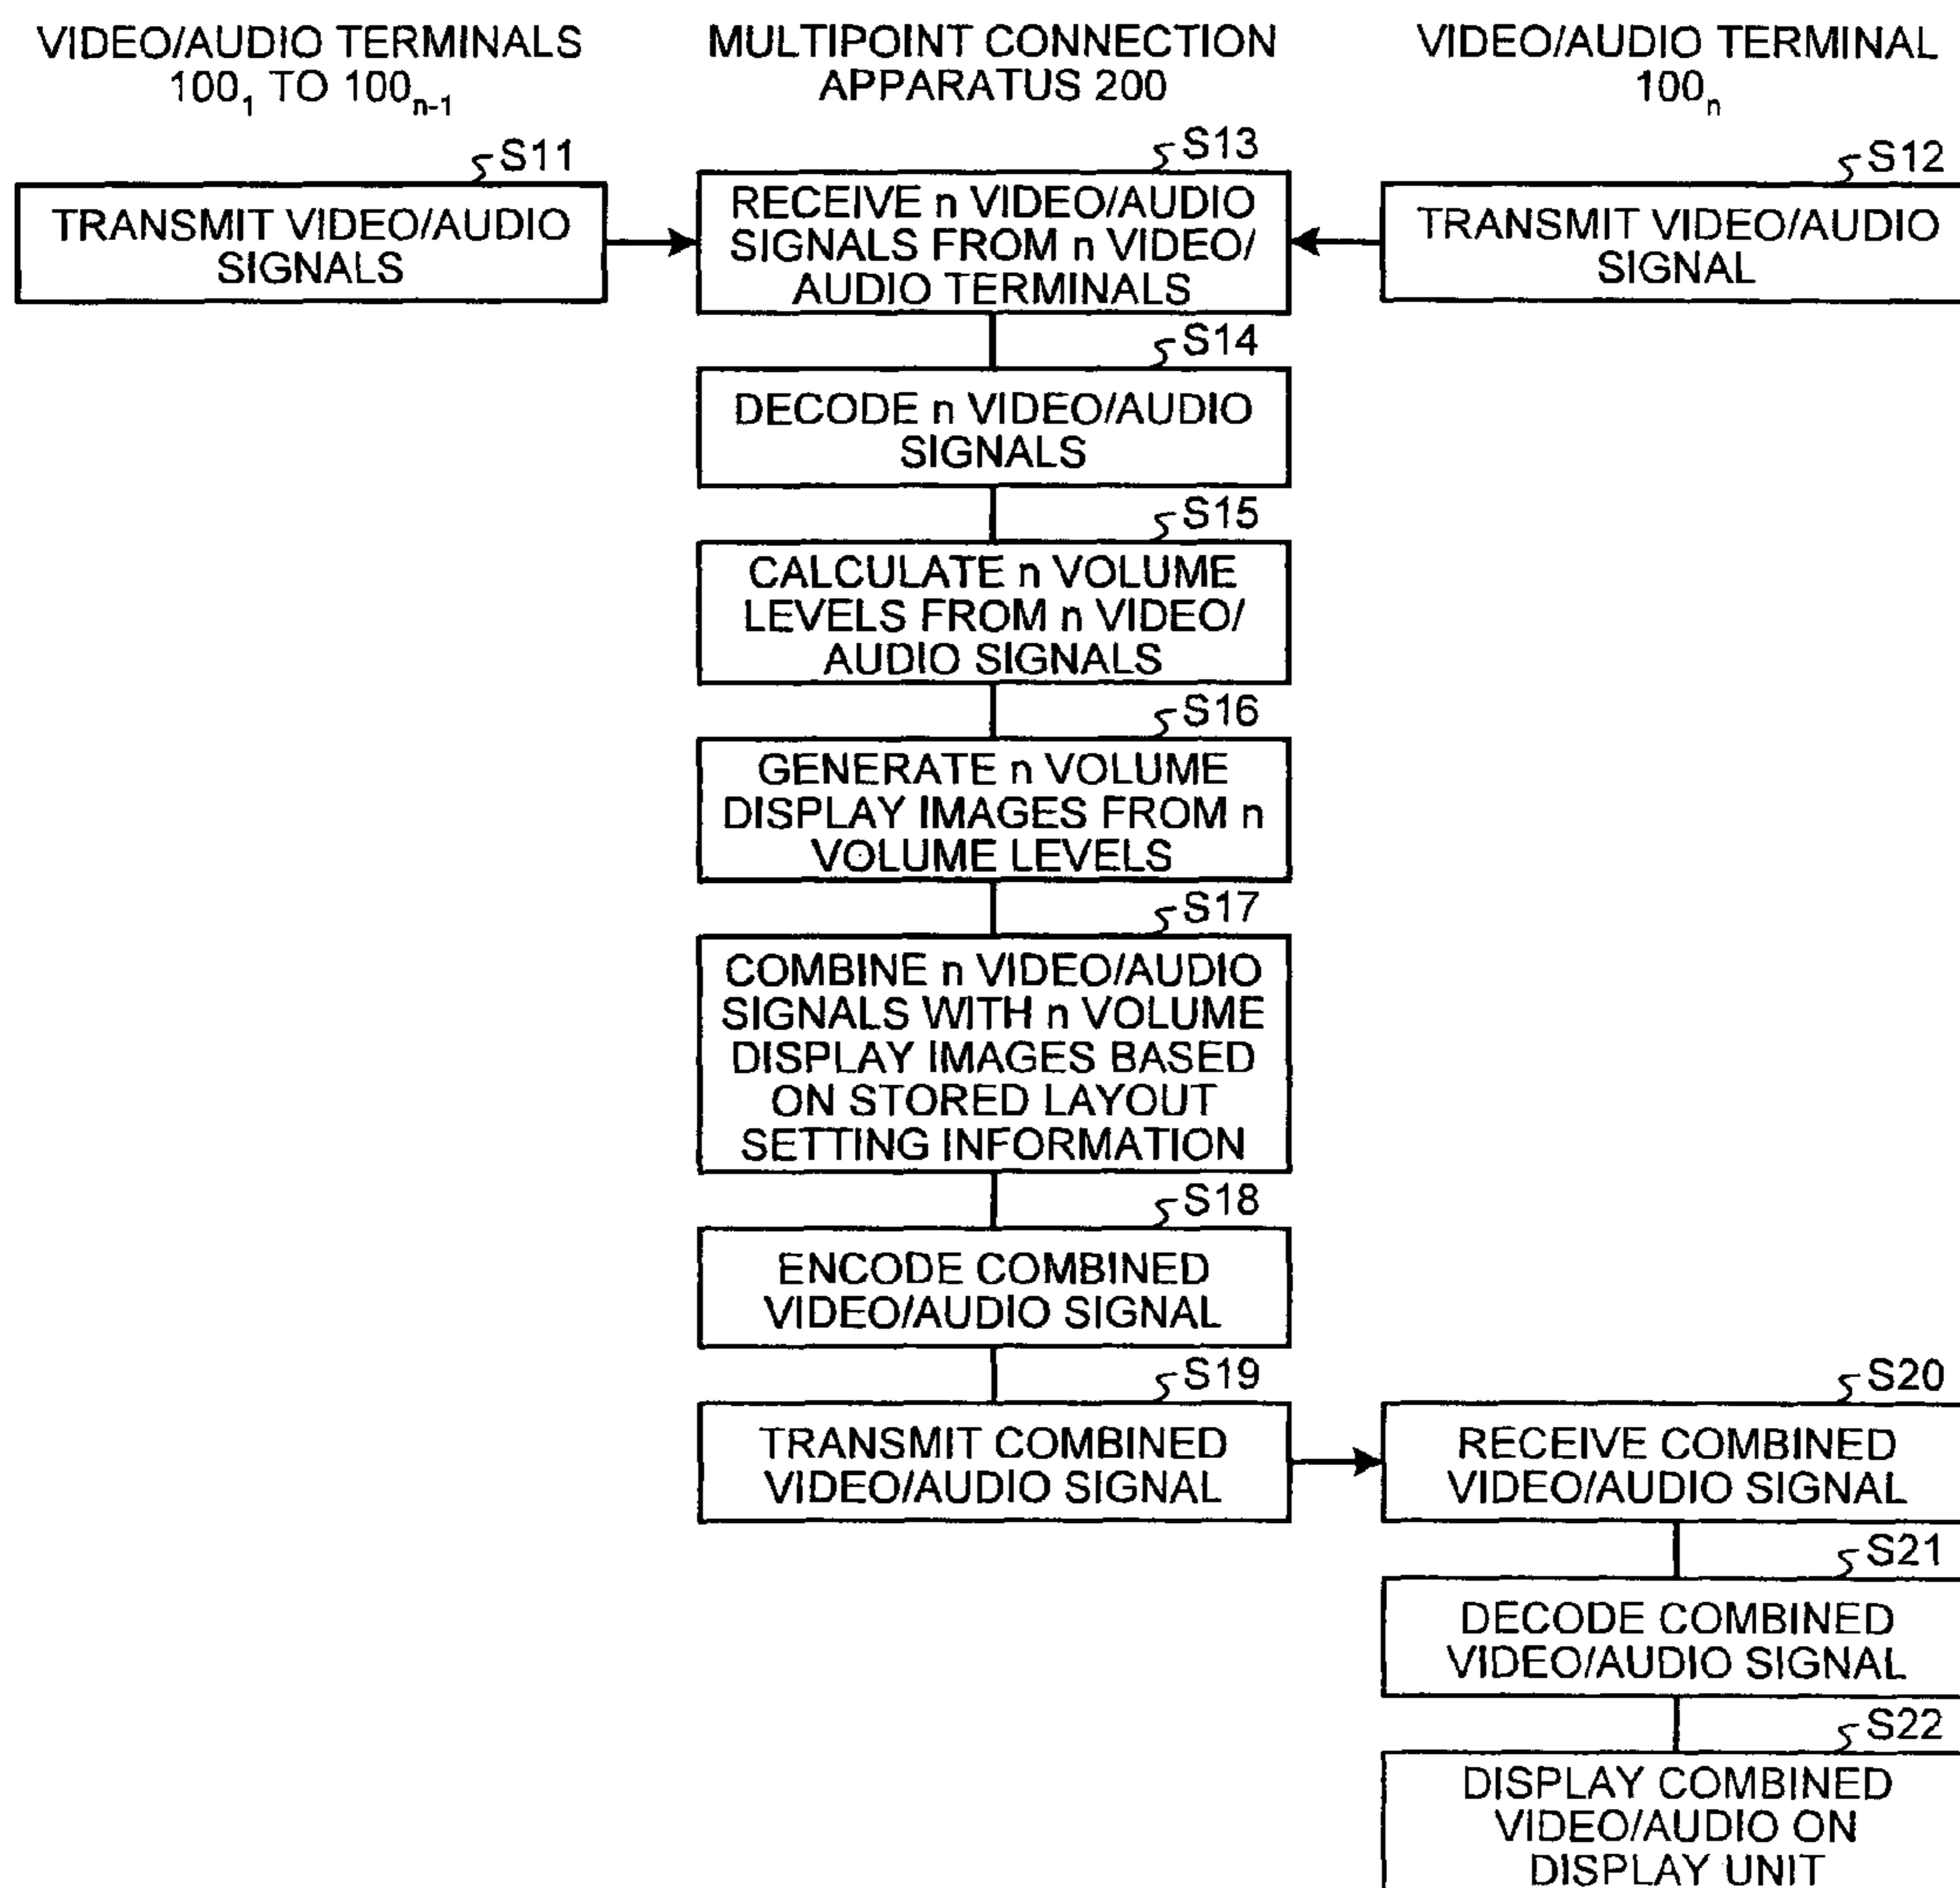 VIDEO/AUDIO TERMINALS
100₁ TO 100ₙ₋₁
MULTIPOINT CONNECTION
APPARATUS 200
VIDEO/AUDIO TERMINAL
100ₙ
S11
TRANSMIT VIDEO/AUDIO
SIGNALS
S13
RECEIVE n VIDEO/AUDIO
SIGNALS FROM n VIDEO/
AUDIO TERMINALS
S12
TRANSMIT VIDEO/AUDIO
SIGNAL
S14
DECODE n VIDEO/AUDIO
SIGNALS
S15
CALCULATE n VOLUME
LEVELS FROM n VIDEO/
AUDIO SIGNALS
S16
GENERATE n VOLUME
DISPLAY IMAGES FROM n
VOLUME LEVELS
S17
COMBINE n VIDEO/AUDIO
SIGNALS WITH n VOLUME
DISPLAY IMAGES BASED
ON STORED LAYOUT
SETTING INFORMATION
S18
ENCODE COMBINED
VIDEO/AUDIO SIGNAL
S19
TRANSMIT COMBINED
VIDEO/AUDIO SIGNAL
S20
RECEIVE COMBINED
VIDEO/AUDIO SIGNAL
S21
DECODE COMBINED
VIDEO/AUDIO SIGNAL
S22
DISPLAY COMBINED
VIDEO/AUDIO ON
DISPLAY UNIT